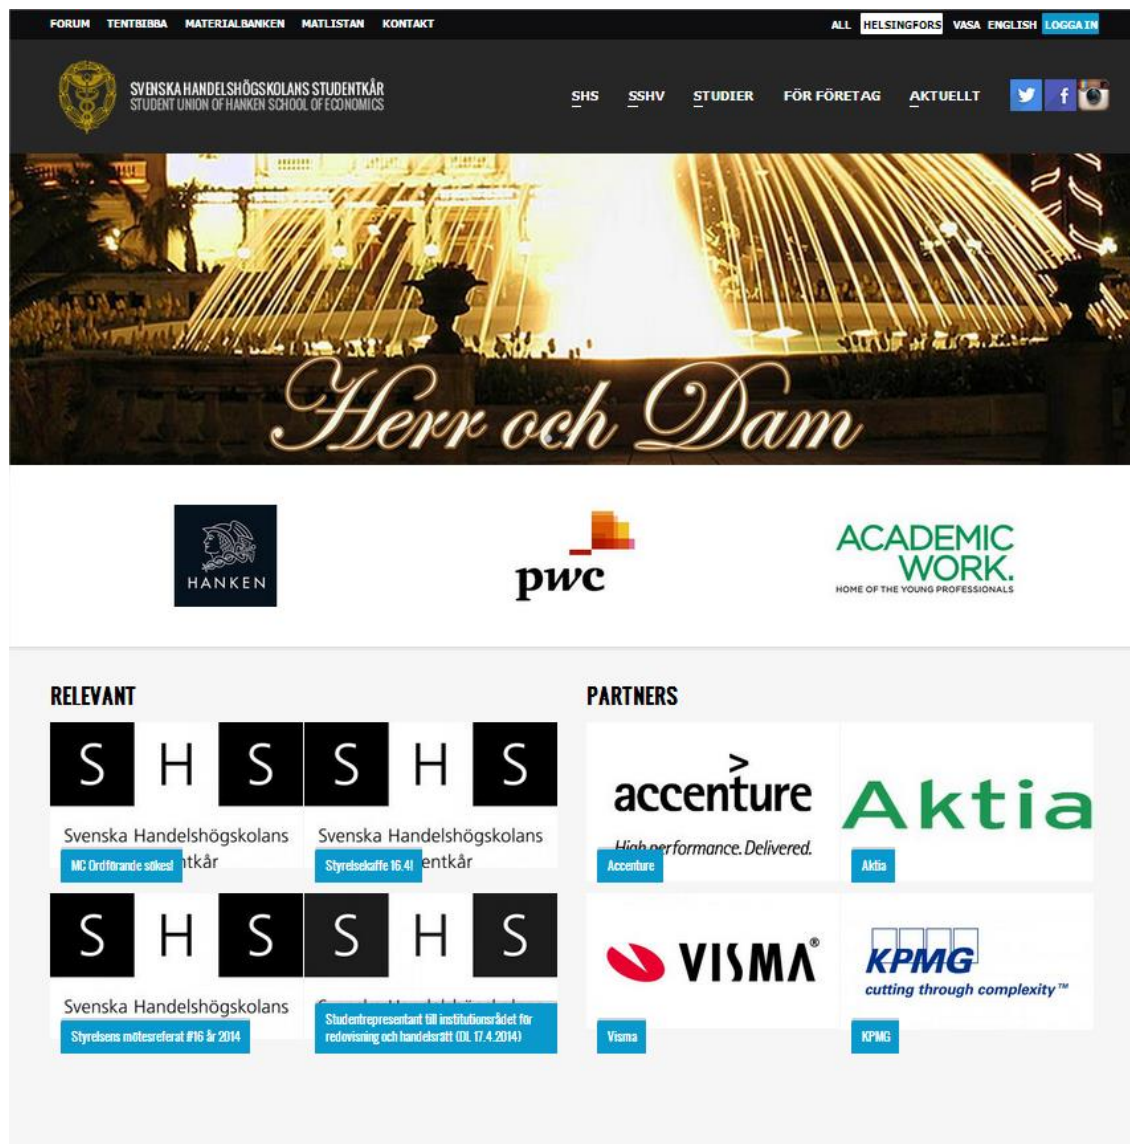 FORUM TENTBIBBA MATERIALBANKEN MATLISTAN KONTAKT
ALL HELSINGFORS VASA ENGLISH LOGGA IN
SVENSKA HANDELSHÖGSKOLANS STUDENTKÅR
STUDENT UNION OF HANKEN SCHOOL OF ECONOMICS
SHS SSHV STUDIER FÖR FÖRETAG AKTUELLT
Herr och Dam
HANKEN
pwc
ACADEMIC
WORK.
HOME OF THE YOUNG PROFESSIONALS
RELEVANT
S H S
Svenska Handelshögskolans
MC Ordförande sökes!
ntkår
S H S
Svenska Handelshögskolans
Styrelsekaffe 16.4!
entkår
S H S
Svenska Handelshögskolans
Styrelsens mötesreferat #16 år 2014
S H S
Studentrepresentant till institutionsrådet för
redovisning och handelsrätt (DL 17.4.2014)
PARTNERS
accenture
High performance. Delivered.
Accenture
Aktia
Aktia
VISMA®
Visma
KPMG
cutting through complexity™
KPMG